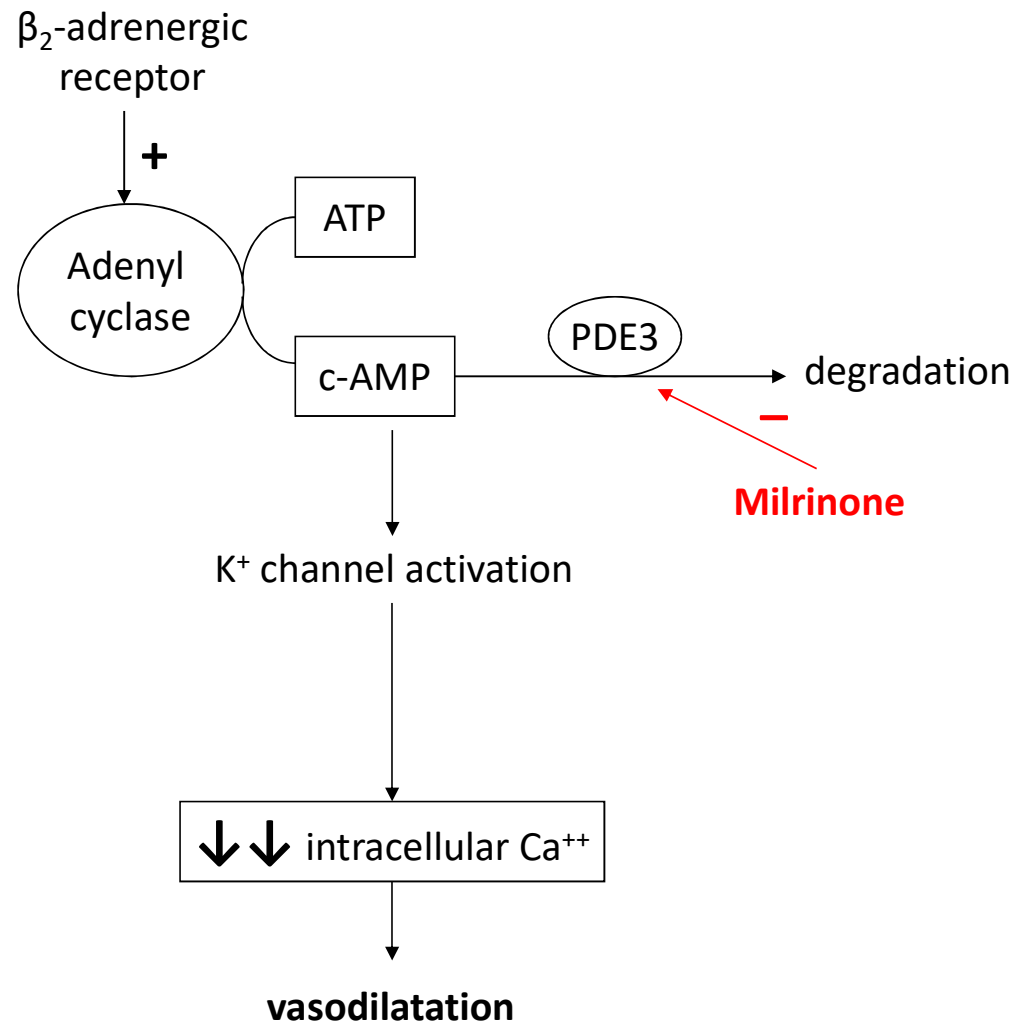 β₂-adrenergic
receptor
+
ATP
Adenyl
cyclase
PDE3
c-AMP
degradation
−
Milrinone
K⁺ channel activation
↓↓ intracellular Ca⁺⁺
vasodilatation